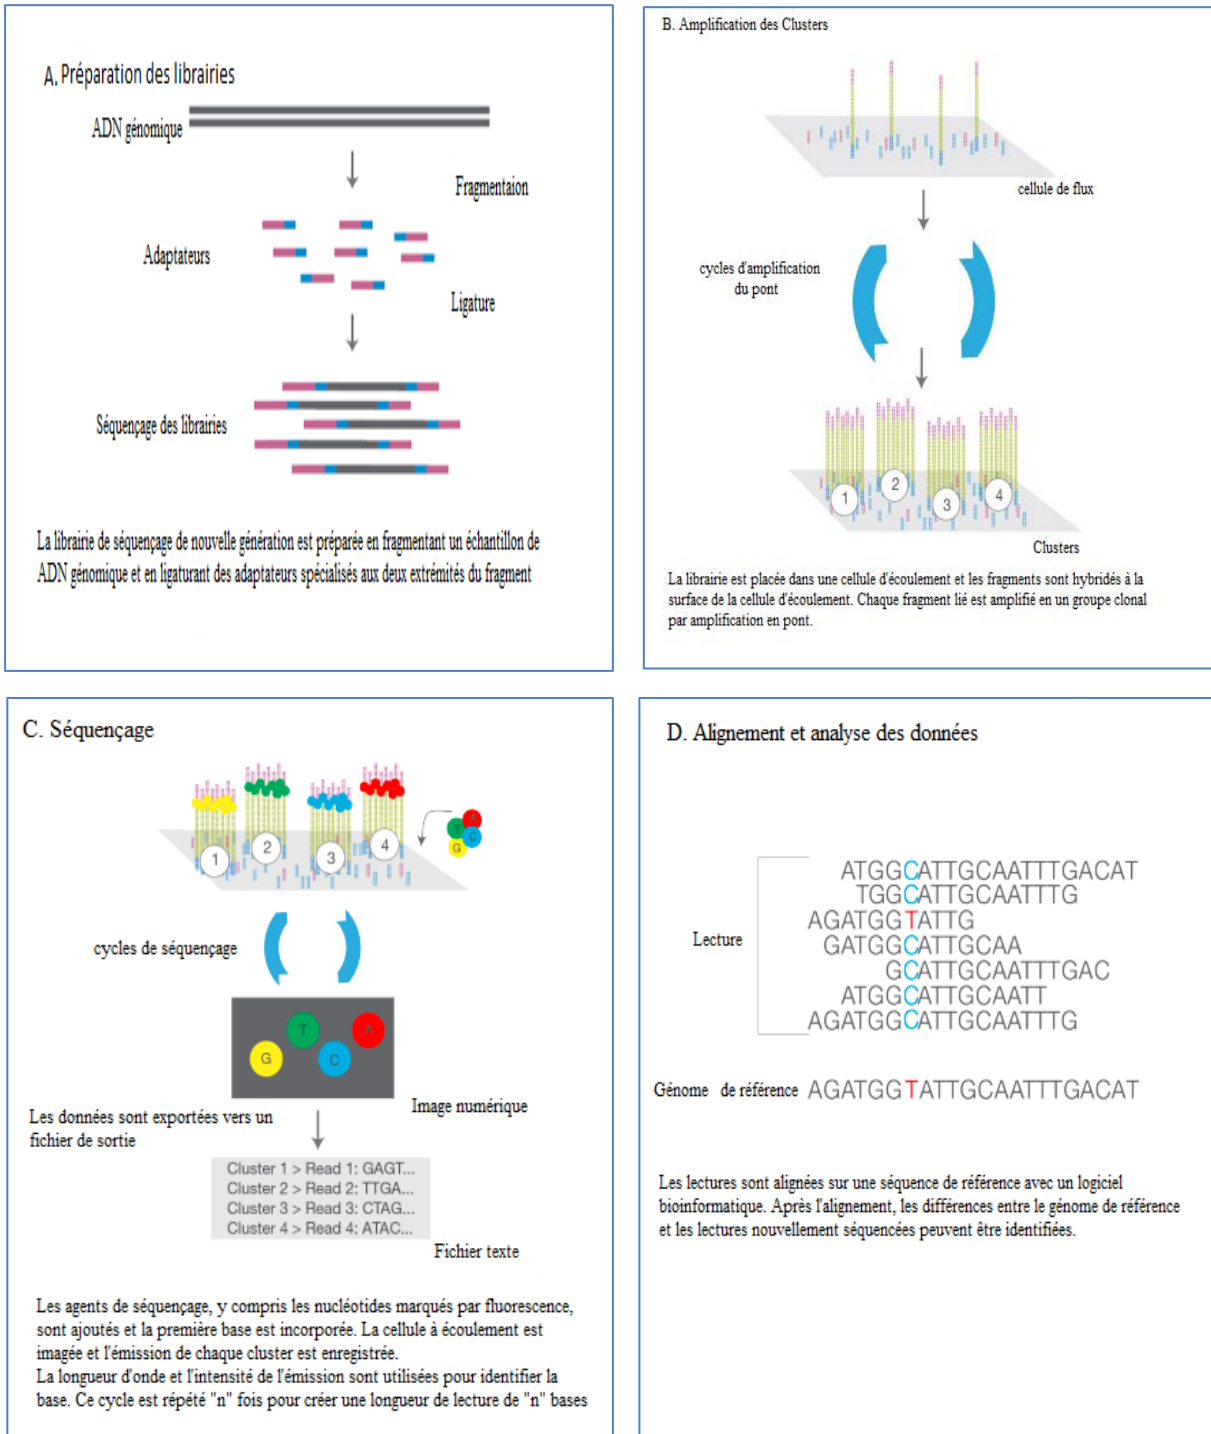 A. Préparation des librairies
ADN génomique
Fragmentaion
Adaptateurs
Ligature
Séquençage des librairies
La librairie de séquençage de nouvelle génération est préparée en fragmentant un échantillon de
ADN génomique et en ligaturant des adaptateurs spécialisés aux deux extrémités du fragment
B. Amplification des Clusters
cellule de flux
cycles d'amplification
du pont
1
2
3
4
Clusters
La librairie est placée dans une cellule d'écoulement et les fragments sont hybridés à la
surface de la cellule d'écoulement. Chaque fragment lié est amplifié en un groupe clonal
par amplification en pont.
C. Séquençage
A
T
C
G
1
2
3
4
cycles de séquençage
T
A
G
C
Image numérique
Les données sont exportées vers un
fichier de sortie
Cluster 1 > Read 1: GAGT...
Cluster 2 > Read 2: TTGA...
Cluster 3 > Read 3: CTAG...
Cluster 4 > Read 4: ATAC...
Fichier texte
Les agents de séquençage, y compris les nucléotides marqués par fluorescence,
sont ajoutés et la première base est incorporée. La cellule à écoulement est
imagée et l'émission de chaque cluster est enregistrée.
La longueur d'onde et l'intensité de l'émission sont utilisées pour identifier la
base. Ce cycle est répété "n" fois pour créer une longueur de lecture de "n" bases
D. Alignement et analyse des données
ATGGCATTGCAATTTGACAT
TGGCATTGCAATTTG
AGATGGTATTG
Lecture
GATGGCATTGCAA
GCATTGCAATTTGAC
ATGGCATTGCAATT
AGATGGCATTGCAATTTG
Génome de référence AGATGGTATTGCAATTTGACAT
Les lectures sont alignées sur une séquence de référence avec un logiciel
bioinformatique. Après l'alignement, les différences entre le génome de référence
et les lectures nouvellement séquencées peuvent être identifiées.